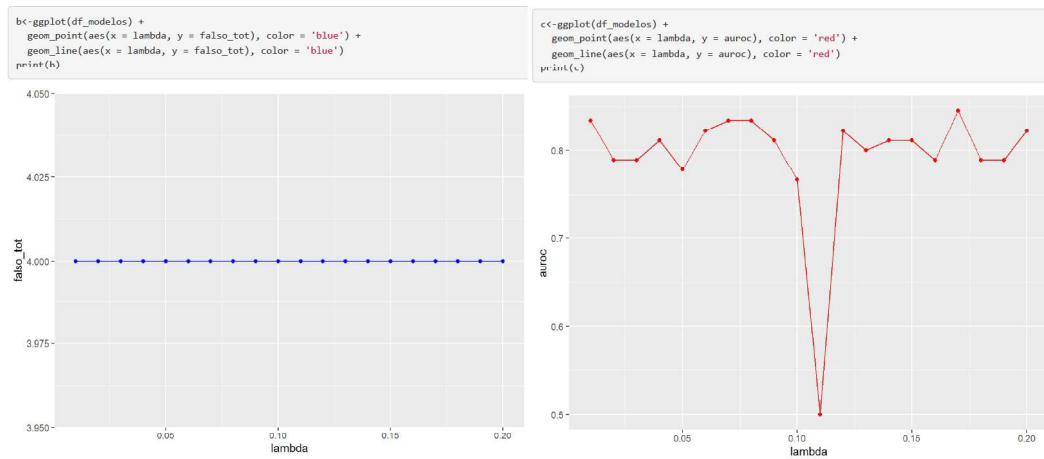 b<-ggplot(df_modelos) +
geom_point(aes(x = lambda, y = falso_tot), color = 'blue') +
geom_line(aes(x = lambda, y = falso_tot), color = 'blue')
print(b)
4.050
4.025
4.000
3.975
3.950
falso_tot
0.05 0.10 0.15 0.20
lambda
c<-ggplot(df_modelos) +
geom_point(aes(x = lambda, y = auroc), color = 'red') +
geom_line(aes(x = lambda, y = auroc), color = 'red')
print(c)
0.8
0.7
0.6
0.5
auroc
0.05 0.10 0.15 0.20
lambda